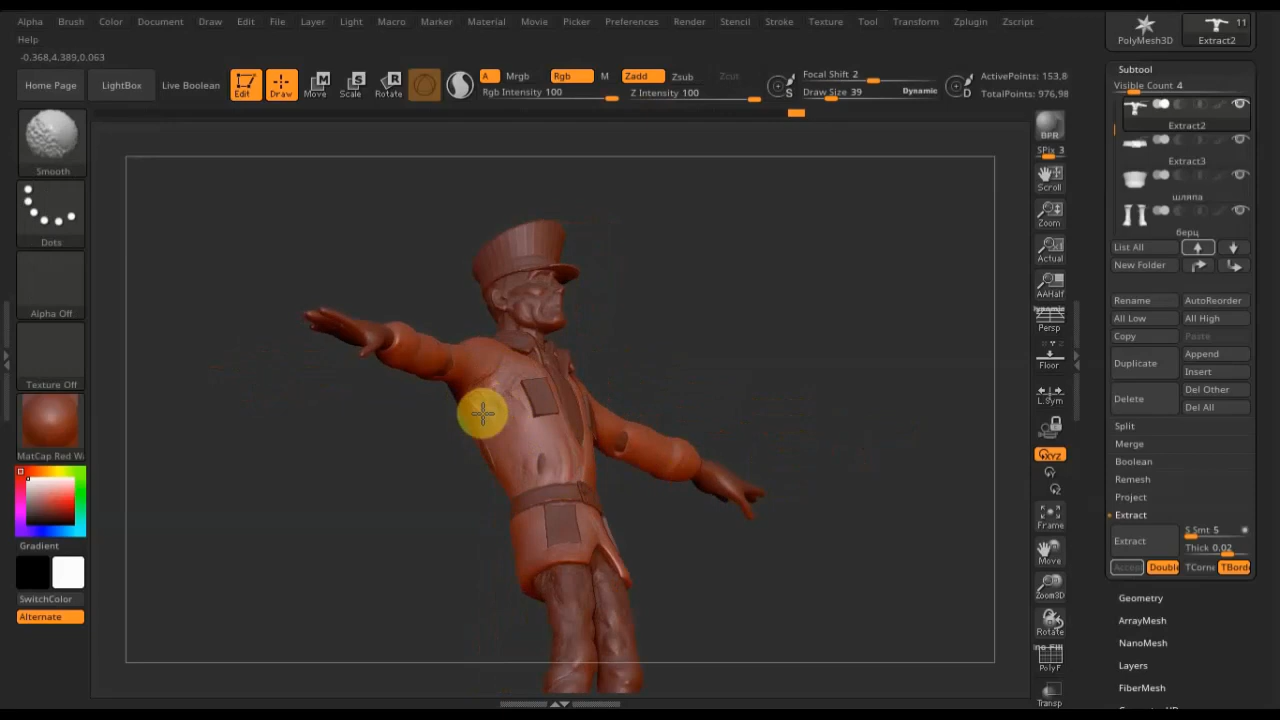 Alpha Brush Color Document Draw Edit File Layer Light Macro Marker Material Movie Picker Preferences Render Stencil Stroke Texture Tool Transform Zplugin Zscript
Help
-0.368,4.389,0.063
Home Page
LightBox
Live Boolean
Edit
Draw
Move
Scale
Rotate
A
Mrgb
Rgb
M
Rgb Intensity 100
Zadd
Zsub
Zcut
Z Intensity 100
S
Focal Shift 2
Draw Size 39
Dynamic
D
ActivePoints: 153,8
TotalPoints: 976,98
Smooth
Dots
Alpha Off
Texture Off
MatCap Red Wa
Gradient
SwitchColor
Alternate
BPR
SPix 3
Scroll
Zoom
Actual
AAHalf
Dynamic
Persp
Floor
L.Sym
XYZ
Frame
Move
Zoom3D
Rotate
PolyF
Transp
PolyMesh3D
11
Extract2
Subtool
Visible Count 4
Extract2
Extract3
шляпа
берц
List All
New Folder
Rename
AutoReorder
All Low
All High
Copy
Paste
Duplicate
Append
Insert
Delete
Del Other
Del All
Split
Merge
Boolean
Remesh
Project
Extract
Extract
S Smt 5
Thick 0.02
Accep
Double
TCorne
TBorde
Geometry
ArrayMesh
NanoMesh
Layers
FiberMesh